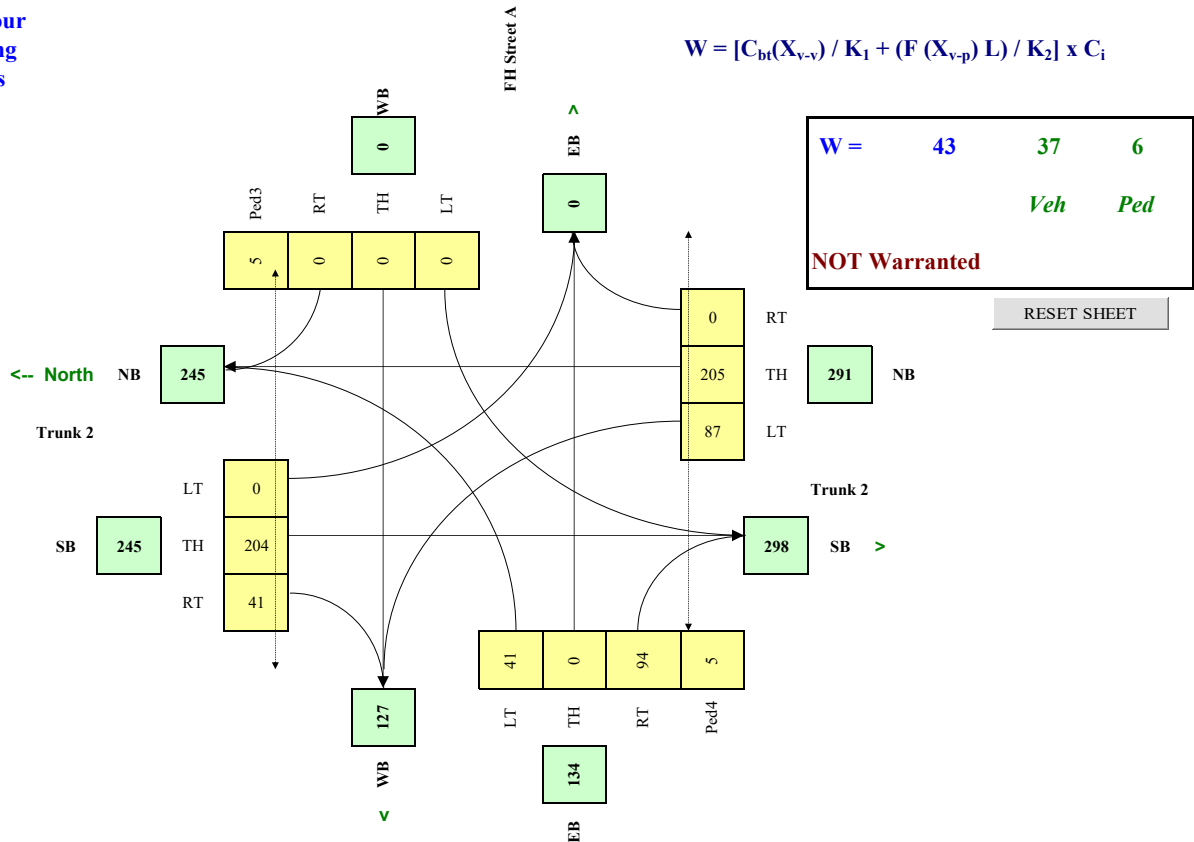 FH Street A
W = [Cbt(Xv-v) / K1 + (F (Xv-p) L) / K2] x Ci
WB
0
^
EB
0
W = 43 37 6
Veh Ped
NOT Warranted
RESET SHEET
Ped3 RT TH LT
5 0 0 0
0 RT
<-- North NB 245
205 TH 291 NB
87 LT
Trunk 2
LT 0
Trunk 2
SB 245 TH 204
298 SB >
RT 41
41 0 94 5
LT TH RT Ped4
127
WB
v
134
EB